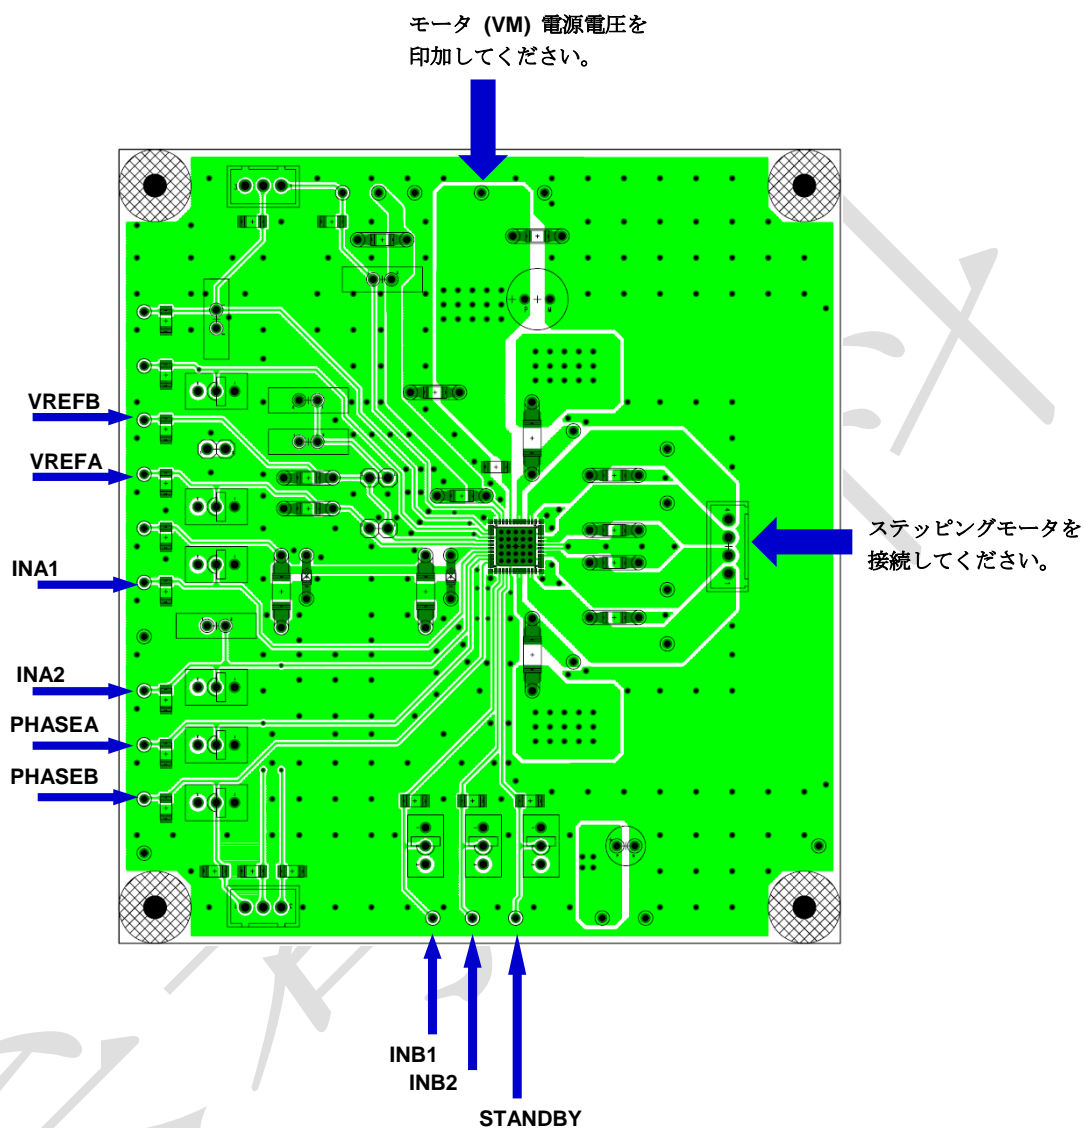 モータ (VM) 電源電圧を
印加してください。
VREFB
VREFA
ステッピングモータを
接続してください。
INA1
INA2
PHASEA
PHASEB
INB1
INB2
STANDBY